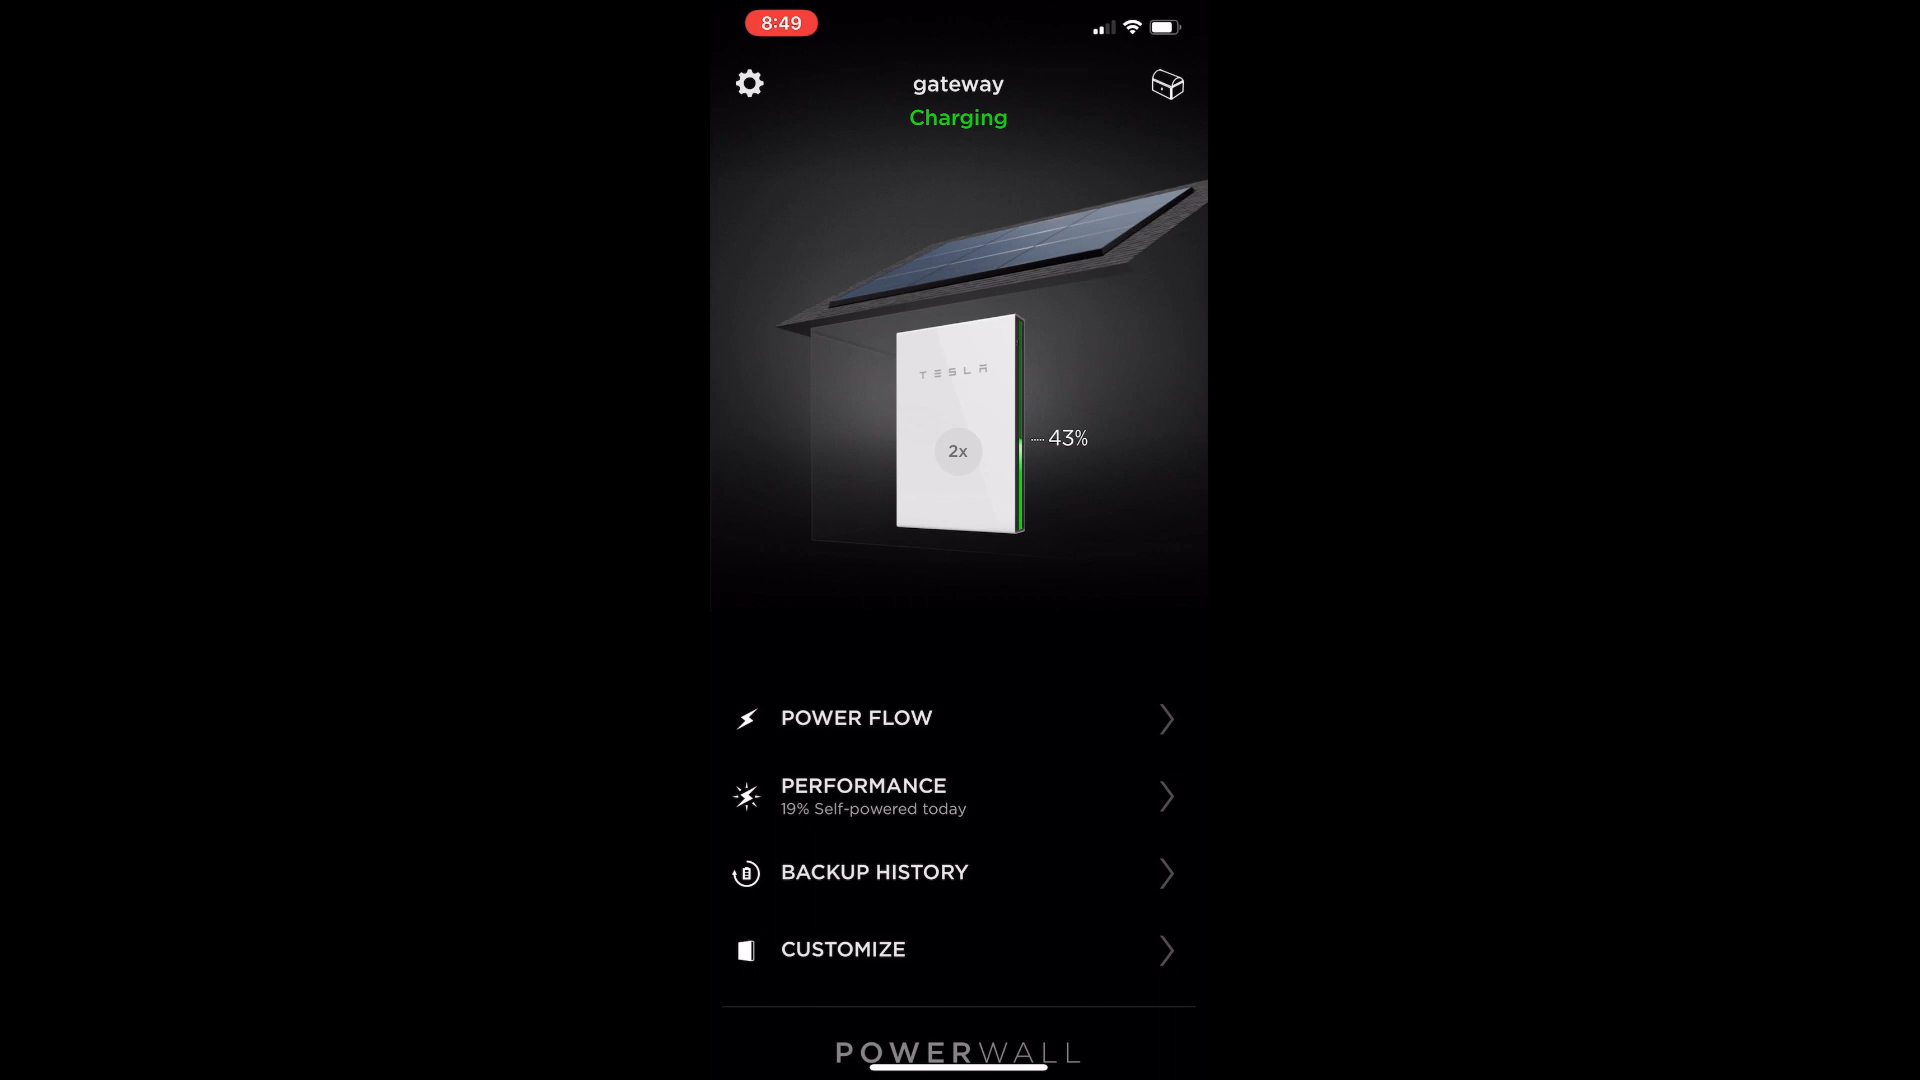 8:49
gateway
Charging
TESLA
43%
2x
POWER FLOW
PERFORMANCE
19% Self-powered today
BACKUP HISTORY
CUSTOMIZE
POWERWALL